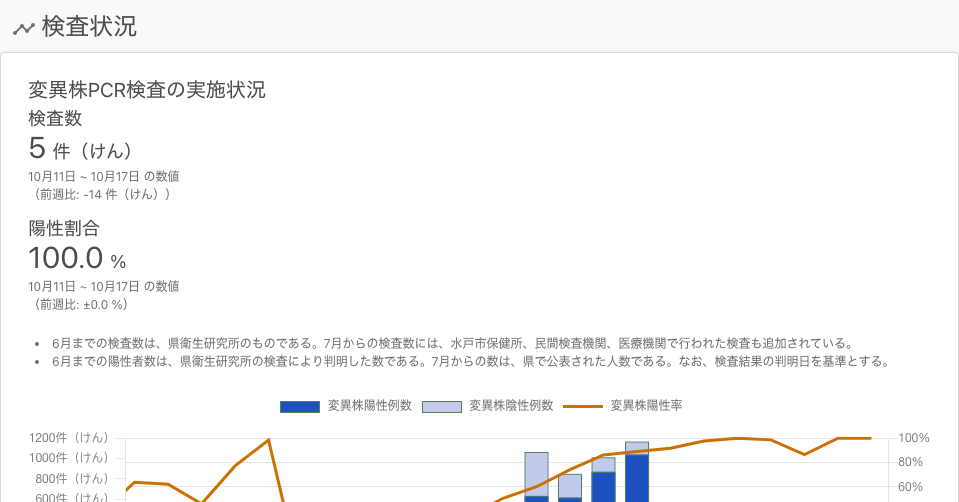 検査状況
変異株PCR検査の実施状況
検査数
5 件（けん）
10月11日 ~ 10月17日 の数値
（前週比: -14 件（けん））
陽性割合
100.0 %
10月11日 ~ 10月17日 の数値
（前週比: ±0.0 %）
• 6月までの検査数は、県衛生研究所のものである。7月からの検査数には、水戸市保健所、民間検査機関、医療機関で行われた検査も追加されている。
• 6月までの陽性者数は、県衛生研究所の検査により判明した数である。7月からの数は、県で公表された人数である。なお、検査結果の判明日を基準とする。
変異株陽性例数 変異株陰性例数 変異株陽性率
1200件（けん） 100%
1000件（けん） 80%
800件（けん） 60%
600件（けん）